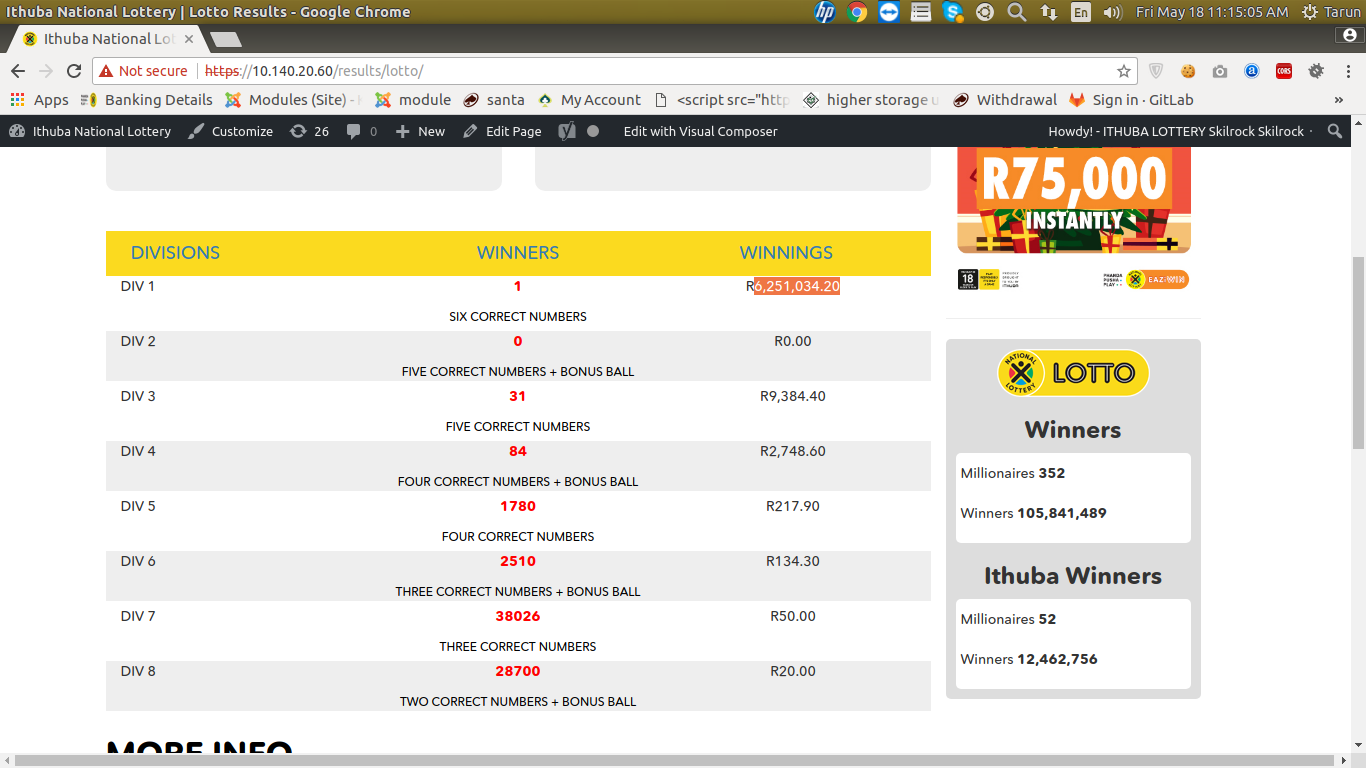 Ithuba National Lottery | Lotto Results - Google Chrome
En
Fri May 18 11:15:05 AM
Tarun
Ithuba National Lot
Not secure
https://10.140.20.60/results/lotto/
Apps
Banking Details
Modules (Site) -
module
santa
My Account
<script src="http
higher storage u
Withdrawal
Sign in · GitLab
»
Ithuba National Lottery
Customize
26
0
New
Edit Page
Edit with Visual Composer
Howdy! - ITHUBA LOTTERY Skilrock Skilrock
DIVISIONS WINNERS WINNINGS
DIV 1 1 R6,251,034.20
SIX CORRECT NUMBERS
DIV 2 0 R0.00
FIVE CORRECT NUMBERS + BONUS BALL
DIV 3 31 R9,384.40
FIVE CORRECT NUMBERS
DIV 4 84 R2,748.60
FOUR CORRECT NUMBERS + BONUS BALL
DIV 5 1780 R217.90
FOUR CORRECT NUMBERS
DIV 6 2510 R134.30
THREE CORRECT NUMBERS + BONUS BALL
DIV 7 38026 R50.00
THREE CORRECT NUMBERS
DIV 8 28700 R20.00
TWO CORRECT NUMBERS + BONUS BALL
MORE INFO
R75,000
INSTANTLY
18
PHANDA
PUSHA
PLAY
NATIONAL
LOTTERY
LOTTO
Winners
Millionaires 352
Winners 105,841,489
Ithuba Winners
Millionaires 52
Winners 12,462,756